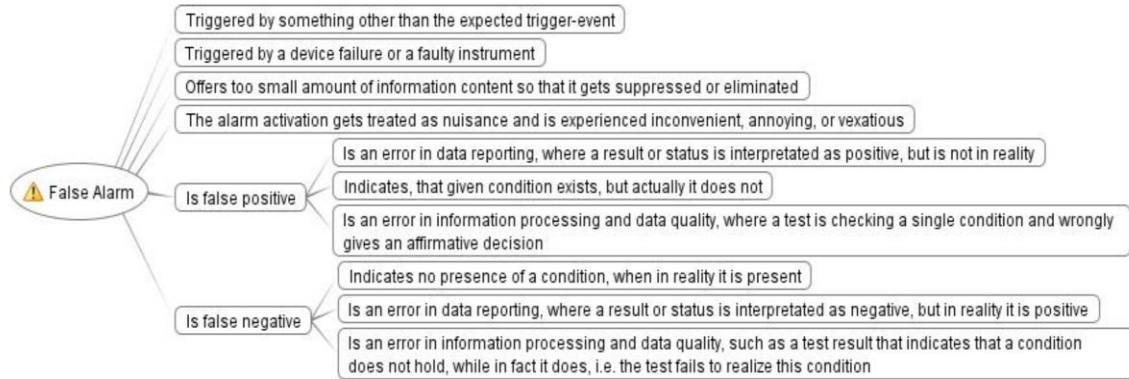 Triggered by something other than the expected trigger-event
Triggered by a device failure or a faulty instrument
Offers too small amount of information content so that it gets suppressed or eliminated
The alarm activation gets treated as nuisance and is experienced inconvenient, annoying, or vexatious
False Alarm
Is false positive
Is an error in data reporting, where a result or status is interpretated as positive, but is not in reality
Indicates, that given condition exists, but actually it does not
Is an error in information processing and data quality, where a test is checking a single condition and wrongly
gives an affirmative decision
Is false negative
Indicates no presence of a condition, when in reality it is present
Is an error in data reporting, where a result or status is interpretated as negative, but in reality it is positive
Is an error in information processing and data quality, such as a test result that indicates that a condition
does not hold, while in fact it does, i.e. the test fails to realize this condition